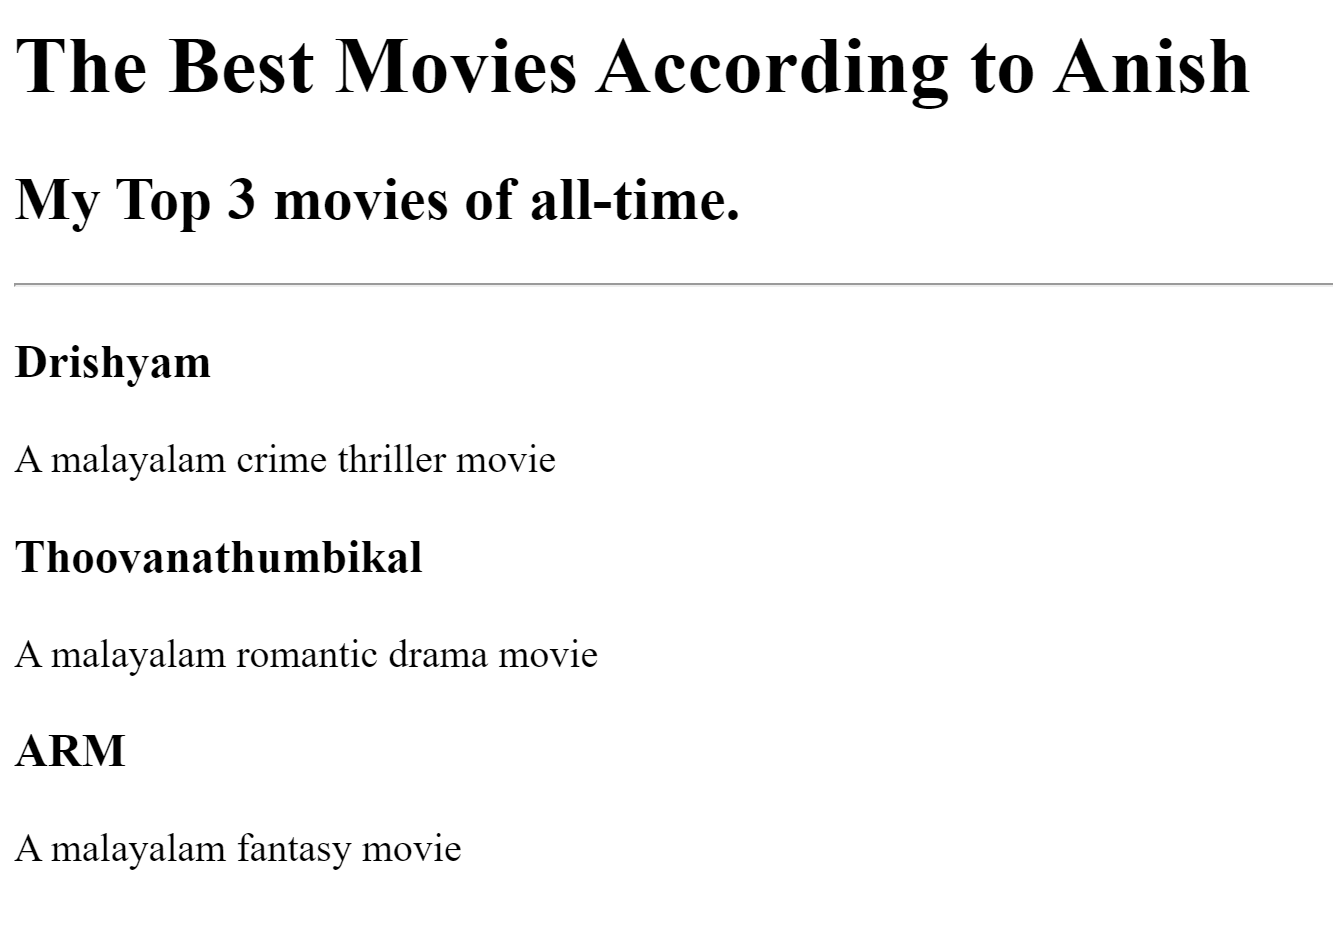 The Best Movies According to Anish
My Top 3 movies of all-time.
Drishyam
A malayalam crime thriller movie
Thoovanathumbikal
A malayalam romantic drama movie
ARM
A malayalam fantasy movie